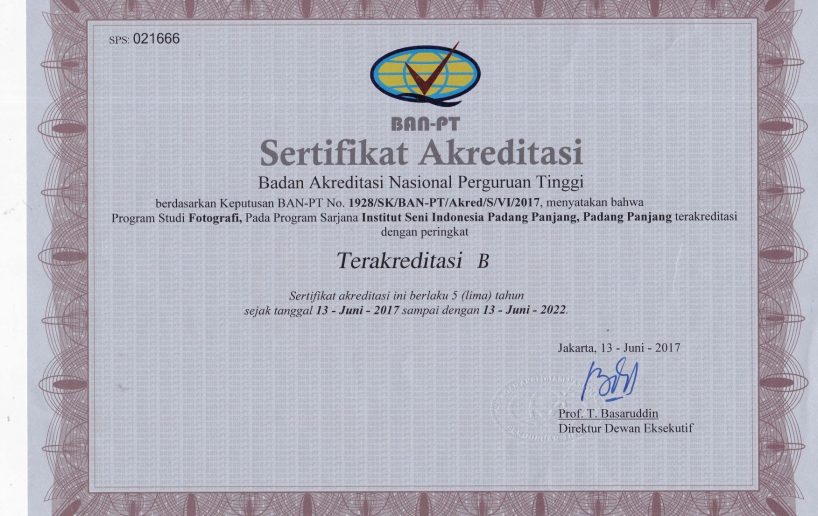 SPS: 021666
BAN-PT
Sertifikat Akreditasi
Badan Akreditasi Nasional Perguruan Tinggi
berdasarkan Keputusan BAN-PT No. 1928/SK/BAN-PT/Akred/S/VI/2017, menyatakan bahwa
Program Studi Fotografi, Pada Program Sarjana Institut Seni Indonesia Padang Panjang, Padang Panjang terakreditasi
dengan peringkat
Terakreditasi B
Sertifikat akreditasi ini berlaku 5 (lima) tahun
sejak tanggal 13 - Juni - 2017 sampai dengan 13 - Juni - 2022.
Jakarta, 13 - Juni - 2017
Prof. T. Basaruddin
Direktur Dewan Eksekutif